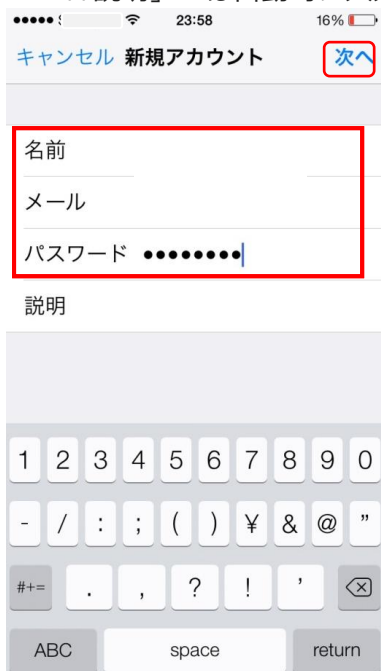 23:58 16%
キャンセル 新規アカウント 次へ
名前
メール
パスワード ●●●●●●●●
説明
1 2 3 4 5 6 7 8 9 0
- / : ; ( ) ¥ & @ ”
#+= . , ? ! ’
ABC space return